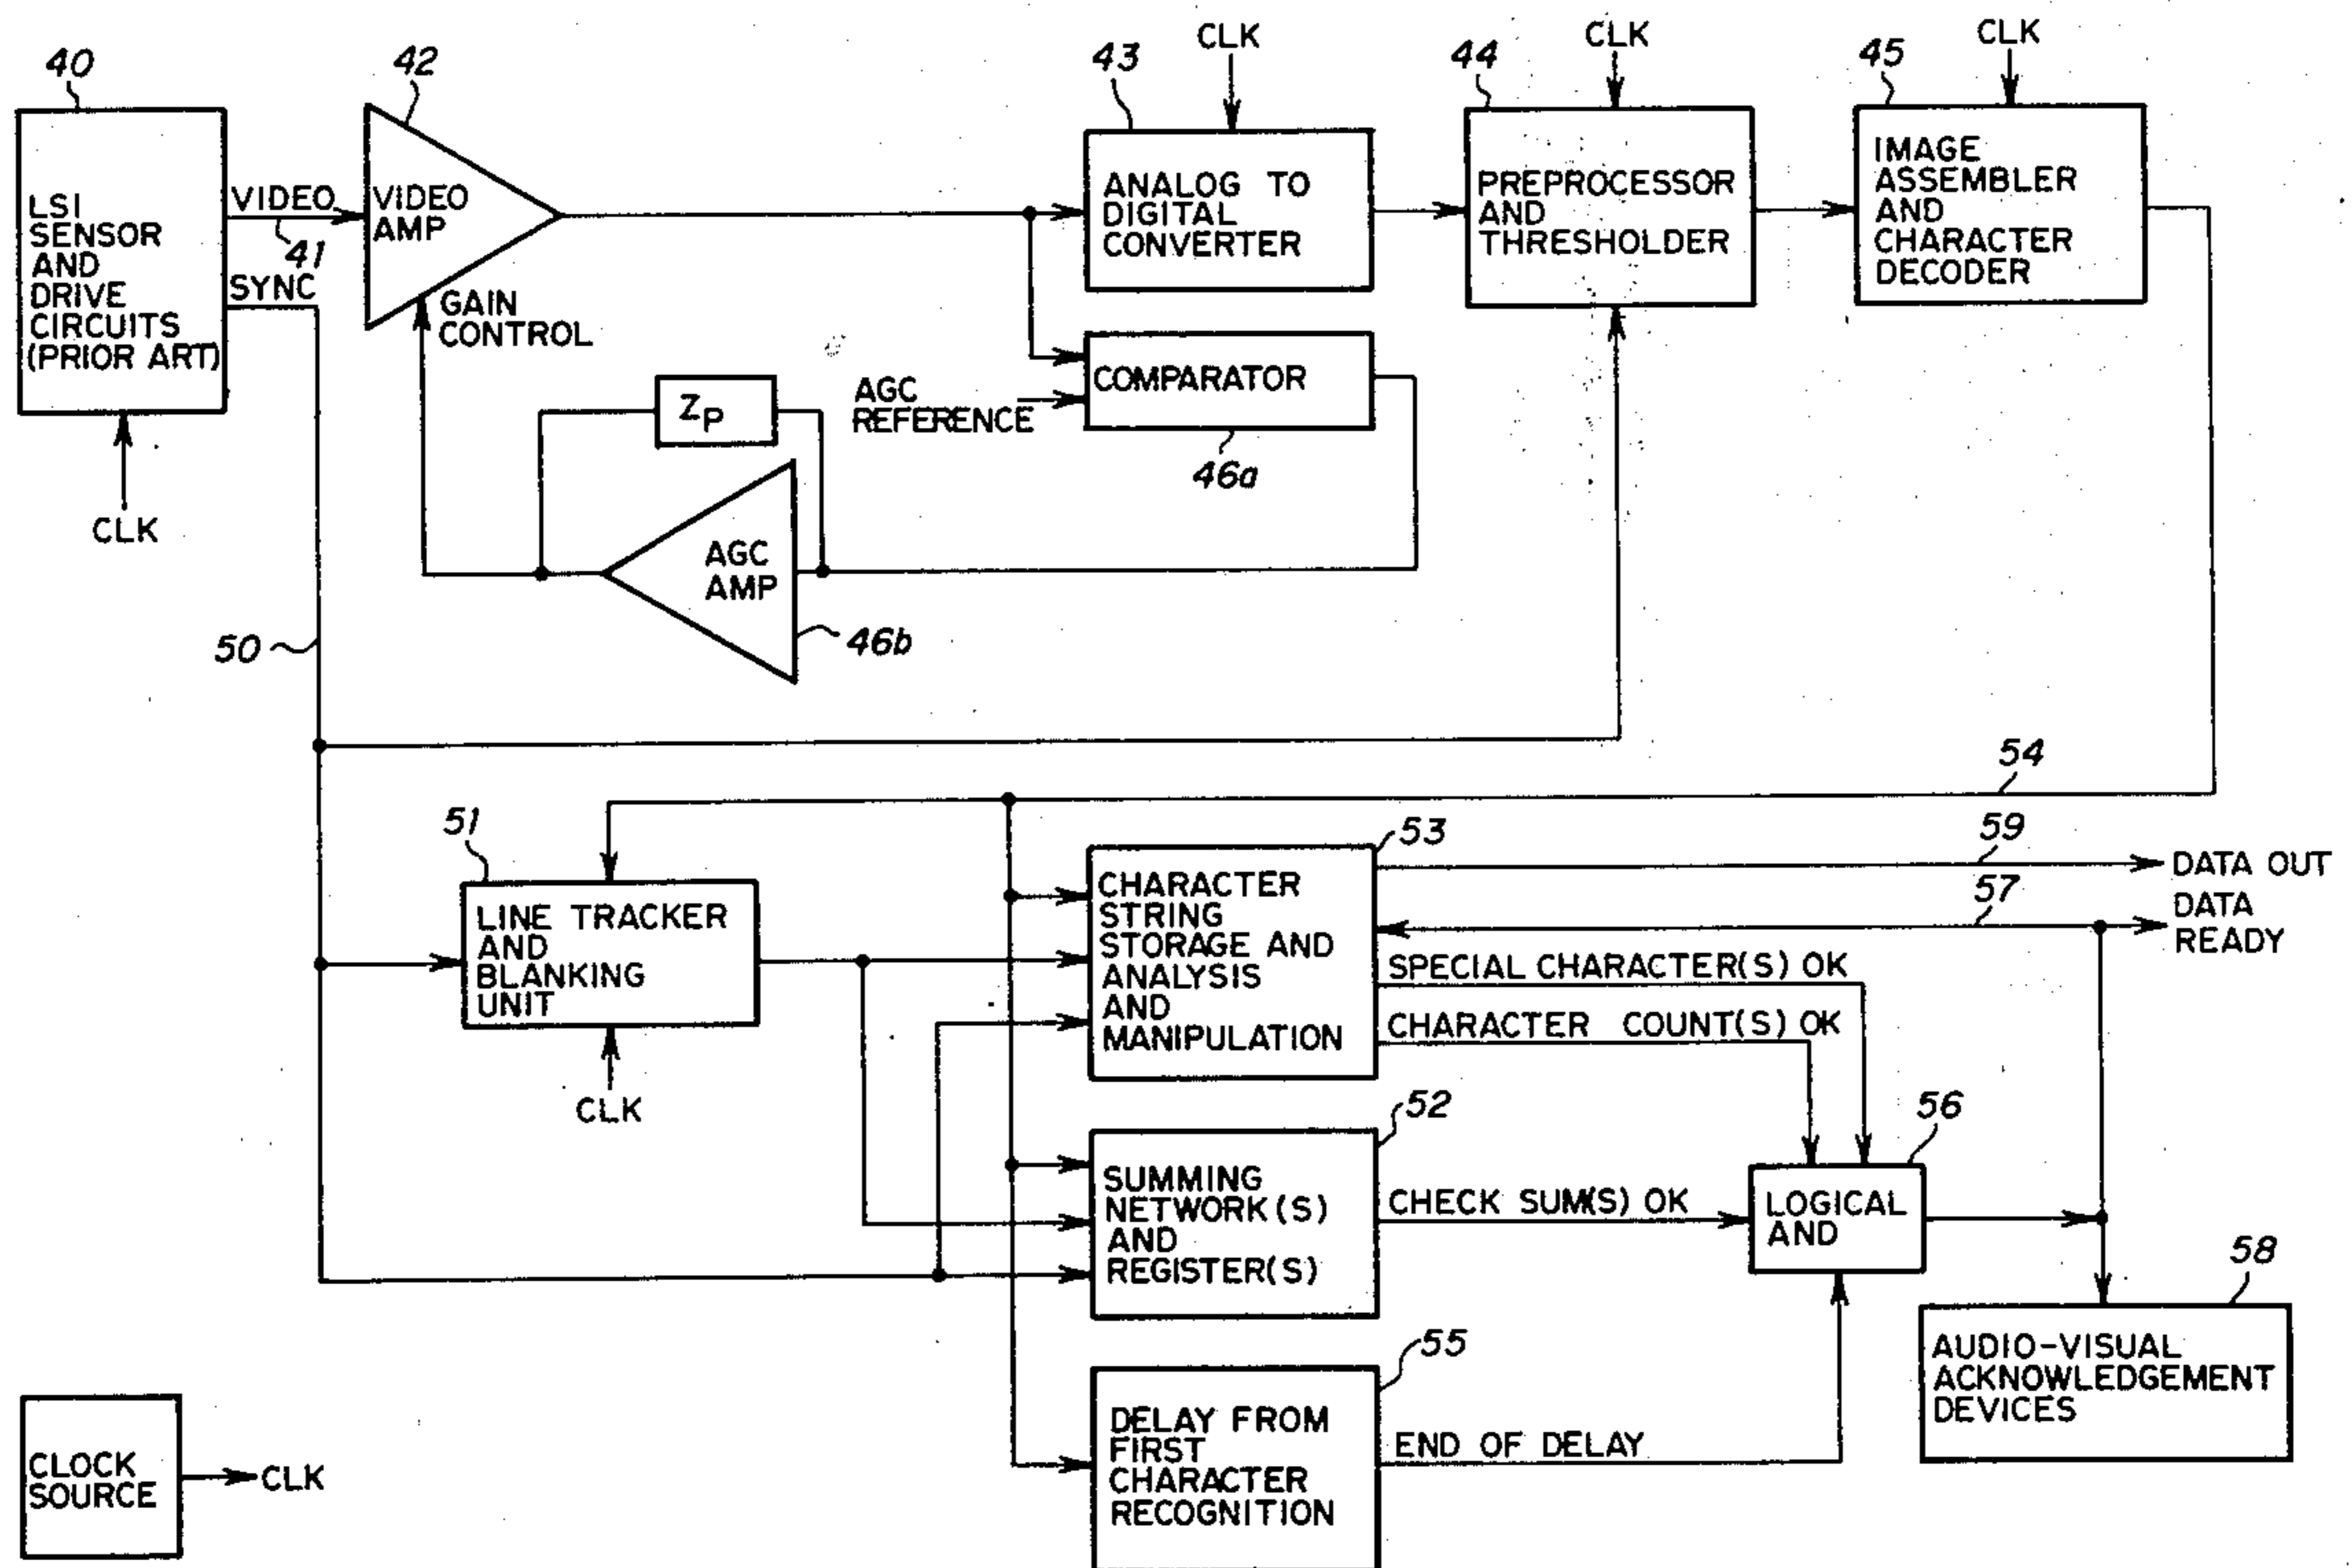 40
42
43
CLK
44
CLK
45
CLK
LSI
SENSOR
AND
DRIVE
CIRCUITS
(PRIOR ART)
VIDEO
41
SYNC
CLK
VIDEO
AMP
GAIN
CONTROL
ANALOG TO
DIGITAL
CONVERTER
PREPROCESSOR
AND
THRESHOLDER
IMAGE
ASSEMBLER
AND
CHARACTER
DECODER
AGC
REFERENCE
COMPARATOR
46a
ZP
AGC
AMP
46b
50
54
51
LINE TRACKER
AND
BLANKING
UNIT
CLK
53
CHARACTER
STRING
STORAGE AND
ANALYSIS
AND
MANIPULATION
59
DATA OUT
57
DATA
READY
SPECIAL CHARACTER(S) OK
CHARACTER COUNT(S) OK
52
SUMMING
NETWORK(S)
AND
REGISTER(S)
CHECK SUM(S) OK
56
LOGICAL
AND
58
AUDIO-VISUAL
ACKNOWLEDGEMENT
DEVICES
55
DELAY FROM
FIRST
CHARACTER
RECOGNITION
END OF DELAY
CLOCK
SOURCE
CLK